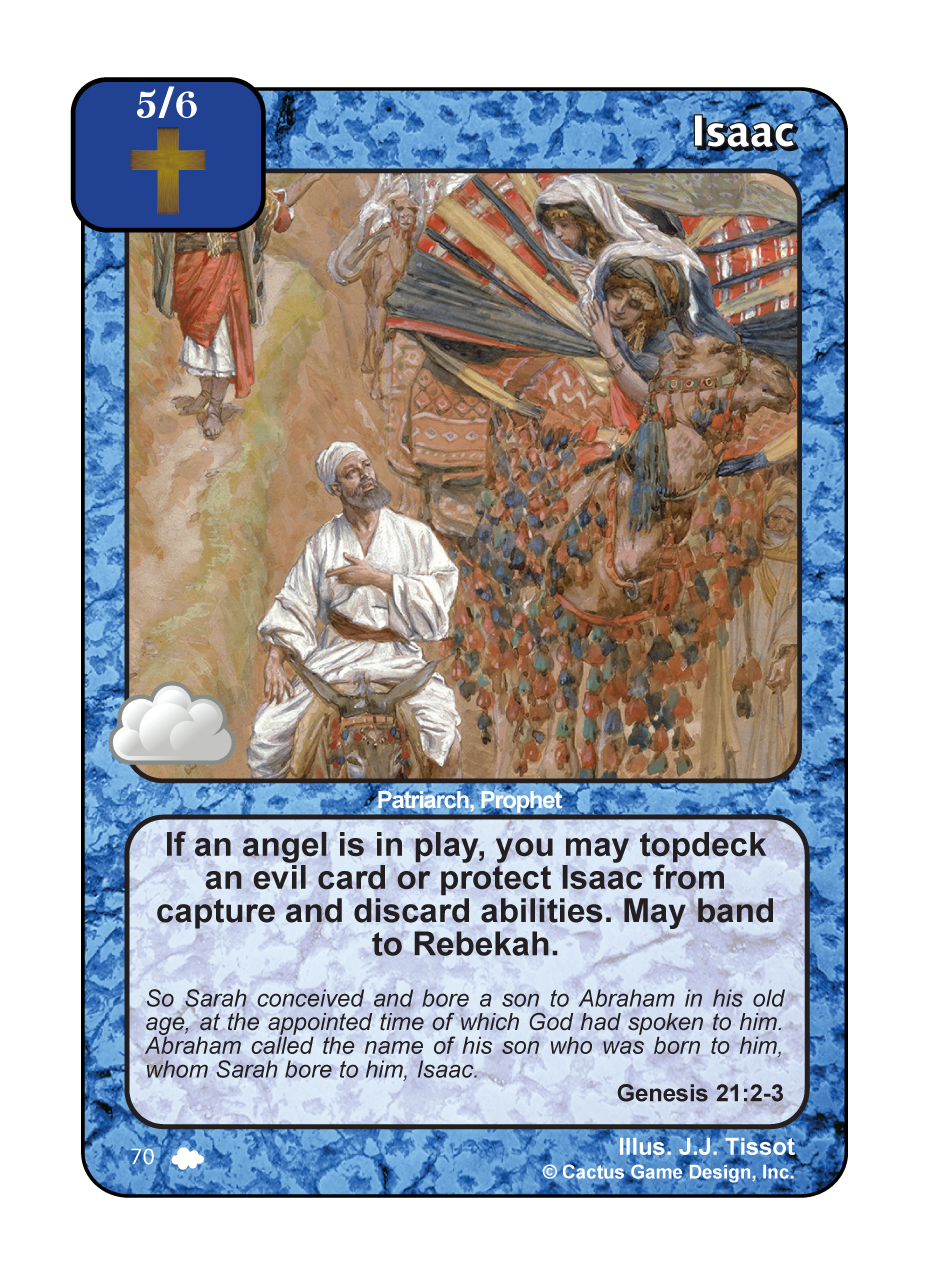 5/6
Isaac
Patriarch, Prophet
If an angel is in play, you may topdeck
an evil card or protect Isaac from
capture and discard abilities. May band
to Rebekah.
So Sarah conceived and bore a son to Abraham in his old
age, at the appointed time of which God had spoken to him.
Abraham called the name of his son who was born to him,
whom Sarah bore to him, Isaac.
Genesis 21:2-3
70
Illus. J.J. Tissot
© Cactus Game Design, Inc.